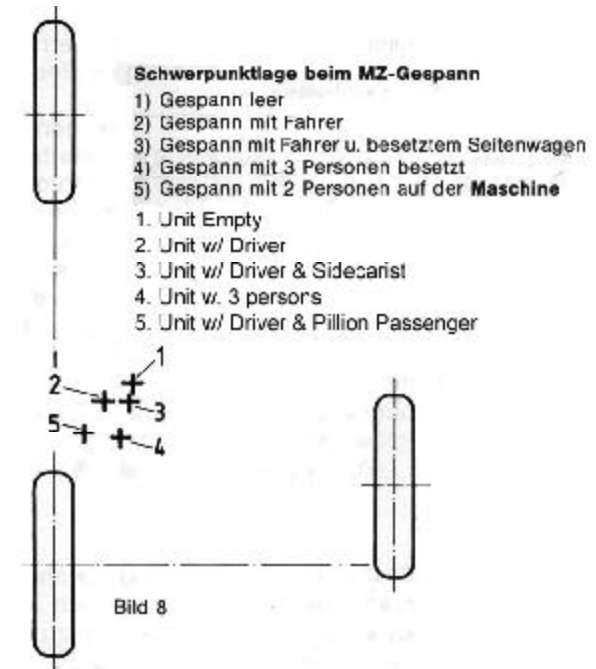 Schwerpunktlage beim MZ-Gespann
1) Gespann leer
2) Gespann mit Fahrer
3) Gespann mit Fahrer u. besetztem Seitenwagen
4) Gespann mit 3 Personen besetzt
5) Gespann mit 2 Personen auf der Maschine
1. Unit Empty
2. Unit w/ Driver
3. Unit w/ Driver & Sidecarist
4. Unit w. 3 persons
5. Unit w/ Driver & Pillion Passenger
1
2
3
5
4
Bild 8